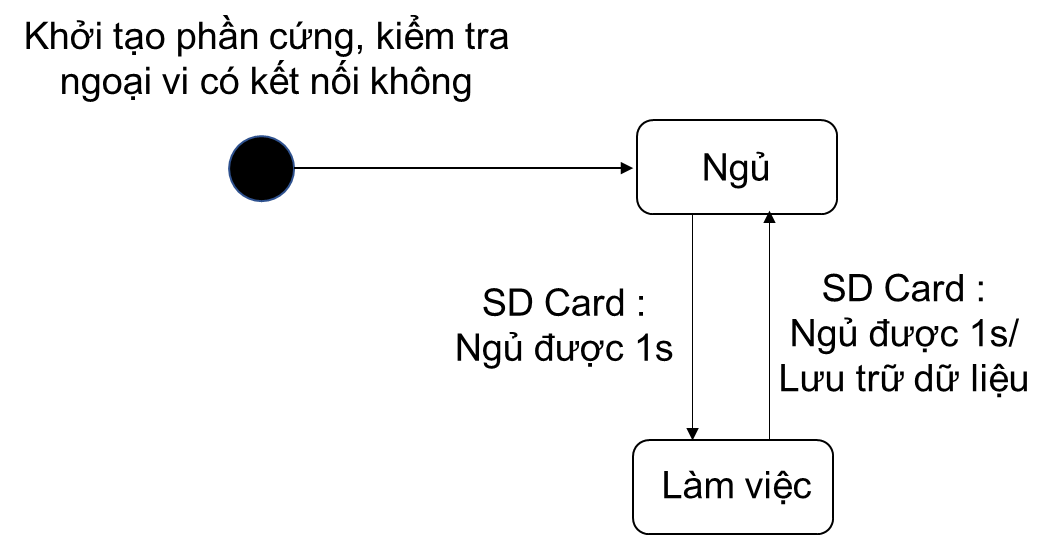 Khởi tạo phần cứng, kiểm tra
ngoại vi có kết nối không
Ngủ
SD Card :
Ngủ được 1s
SD Card :
Ngủ được 1s/
Lưu trữ dữ liệu
Làm việc